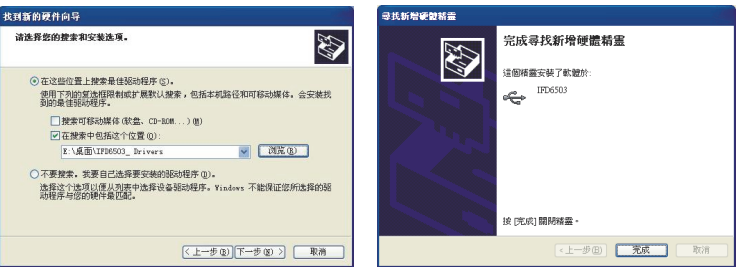 找到新的硬件向导
请选择您的搜索和安装选项。
在这些位置上搜索最佳驱动程序(S)。
使用下列的复选框限制或扩展默认搜索，包括本机路径和可移动媒体。会安装找
到的最佳驱动程序。
搜索可移动媒体(软盘、CD-ROM...)(M)
在搜索中包括这个位置(O):
E:\桌面\IFD6503_ Drivers
浏览(R)
不要搜索。我要自己选择要安装的驱动程序(D)。
选择这个选项以便从列表中选择设备驱动程序。Windows 不能保证您所选择的驱
动程序与您的硬件最匹配。
< 上一步(B)
下一步(N) >
取消
尋找新增硬體精靈
完成尋找新增硬體精靈
這個精靈安裝了軟體於:
IFD6503
按 [完成] 關閉精靈。
< 上一步(B)
完成
取消